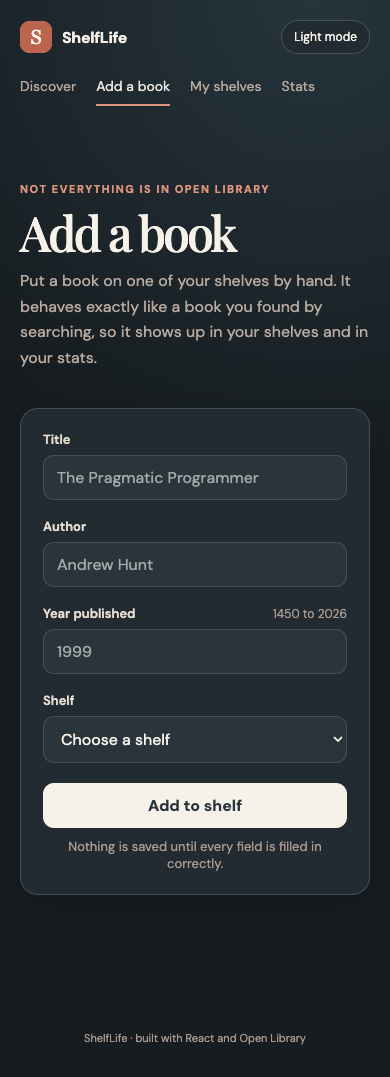 S ShelfLife
Light mode
Discover Add a book My shelves Stats
NOT EVERYTHING IS IN OPEN LIBRARY
Add a book
Put a book on one of your shelves by hand. It
behaves exactly like a book you found by
searching, so it shows up in your shelves and in
your stats.
Title
The Pragmatic Programmer
Author
Andrew Hunt
Year published 1450 to 2026
1999
Shelf
Choose a shelf
Add to shelf
Nothing is saved until every field is filled in
correctly.
ShelfLife · built with React and Open Library